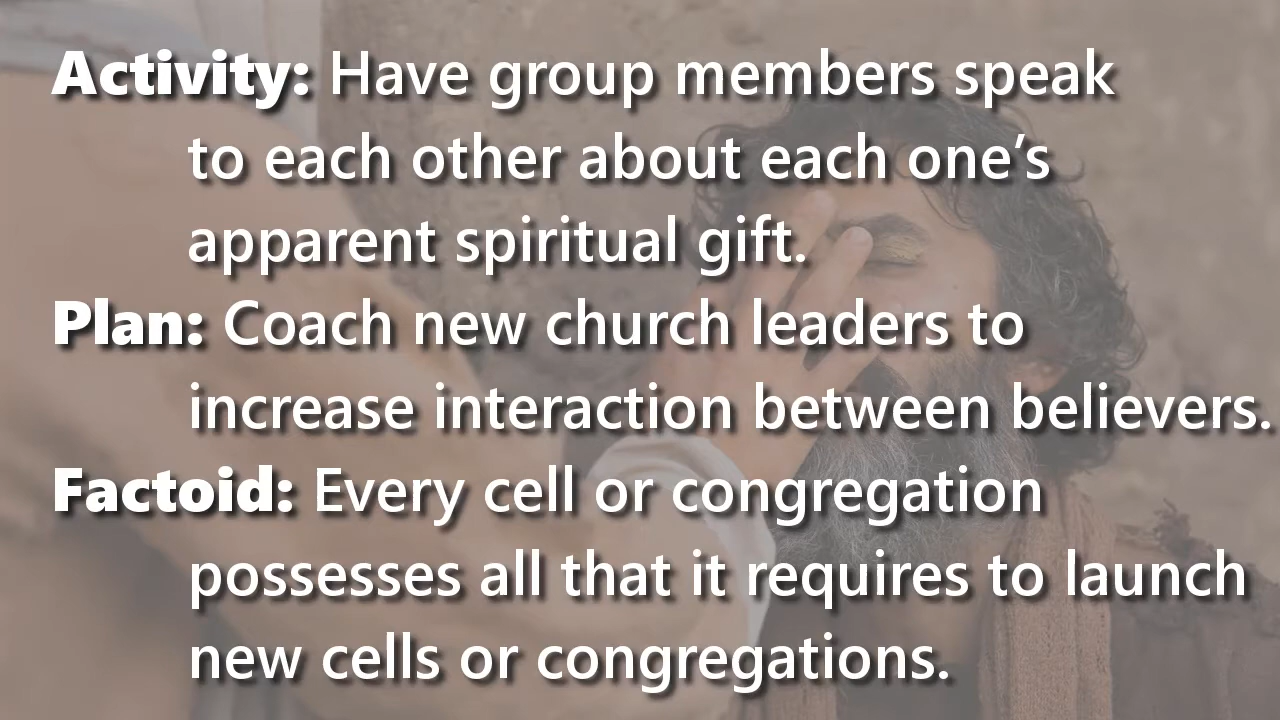 Activity: Have group members speak
to each other about each one’s
apparent spiritual gift.
Plan: Coach new church leaders to
increase interaction between believers.
Factoid: Every cell or congregation
possesses all that it requires to launch
new cells or congregations.